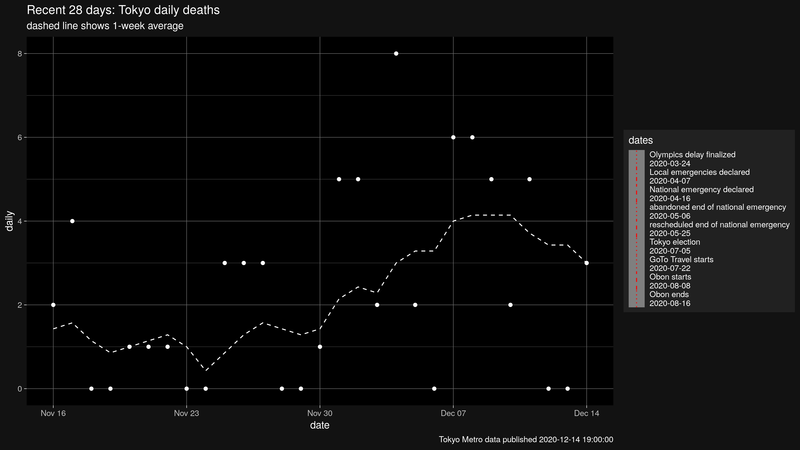 Recent 28 days: Tokyo daily deaths
dashed line shows 1-week average
8
6
4
2
0
daily
Nov 16
Nov 23
Nov 30
Dec 07
Dec 14
date
Tokyo Metro data published 2020-12-14 19:00:00
dates
Olympics delay finalized
2020-03-24
Local emergencies declared
2020-04-07
National emergency declared
2020-04-16
abandoned end of national emergency
2020-05-06
rescheduled end of national emergency
2020-05-25
Tokyo election
2020-07-05
GoTo Travel starts
2020-07-22
Obon starts
2020-08-08
Obon ends
2020-08-16